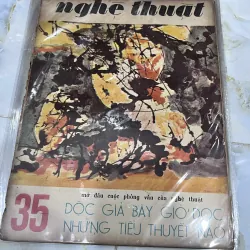 nghệ thuật
35
mở đầu cuộc phỏng vấn của nghệ thuật
ĐỘC GIẢ BÂY GIỜ ĐỌC
NHỮNG TIỂU THUYẾT NÀO